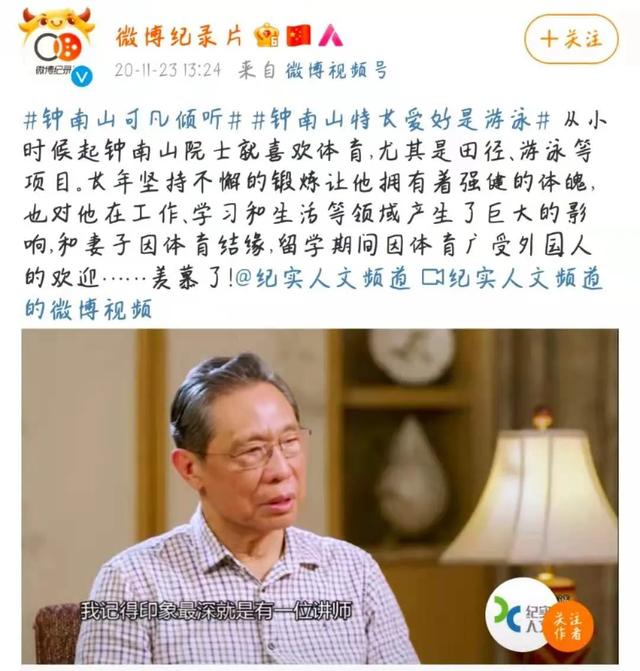 微博纪录片
+关注
微博纪录
20-11-23 13:24 来自 微博视频号
#钟南山可凡倾听# #钟南山特长爱好是游泳# 从小
时候起钟南山院士就喜欢体育,尤其是田径、游泳等
项目。长年坚持不懈的锻炼让他拥有着强健的体魄,
也对他在工作、学习和生活等领域产生了巨大的影
响,和妻子因体育结缘,留学期间因体育广受外国人
的欢迎……羡慕了!@纪实人文频道 纪实人文频道
的微博视频
我记得印象最深就是有一位讲师
纪实
人文
关注
作者